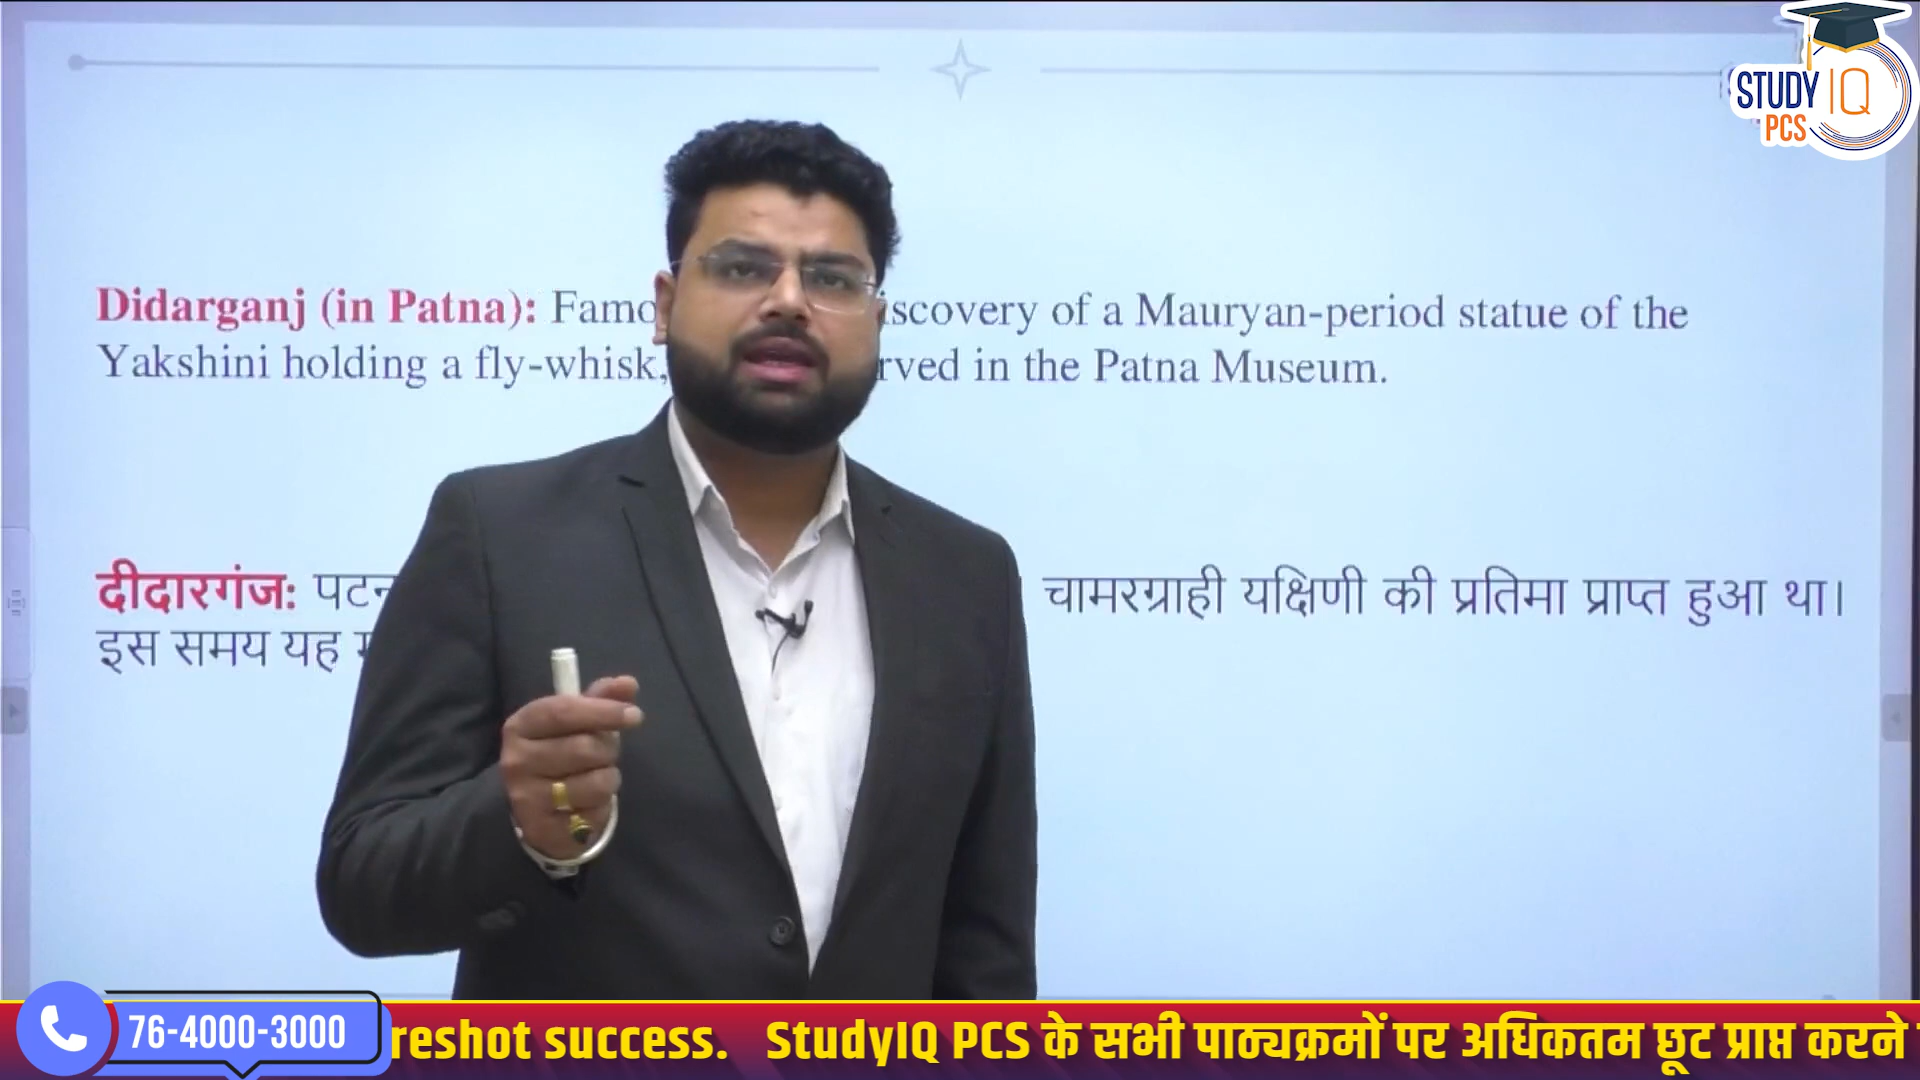 STUDY IQ
PCS
Didarganj (in Patna): Famo iscovery of a Mauryan-period statue of the
Yakshini holding a fly-whisk, rved in the Patna Museum.
दीदारगंज: चामरग्राही यक्षिणी की प्रतिमा प्राप्त हुआ था।
इस समय यह
76-4000-3000 reshot success. StudyIQ PCS के सभी पाठ्यक्रमों पर अधिकतम छूट प्राप्त करने